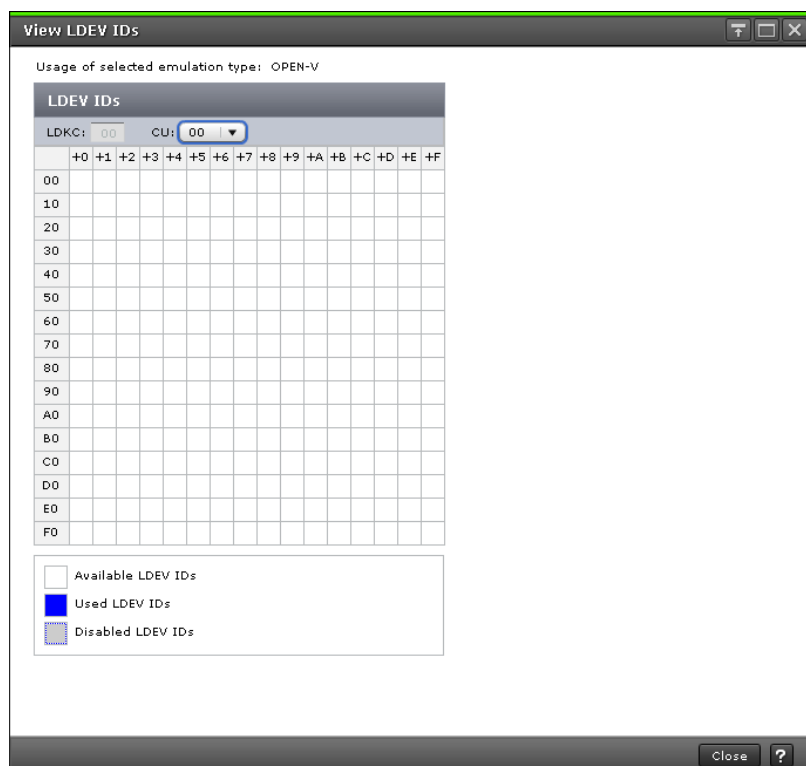 View LDEV IDs
Usage of selected emulation type: OPEN-V
LDEV IDs
LDKC: 00 CU: 00
+0 +1 +2 +3 +4 +5 +6 +7 +8 +9 +A +B +C +D +E +F
00
10
20
30
40
50
60
70
80
90
A0
B0
C0
D0
E0
F0
Available LDEV IDs
Used LDEV IDs
Disabled LDEV IDs
Close ?